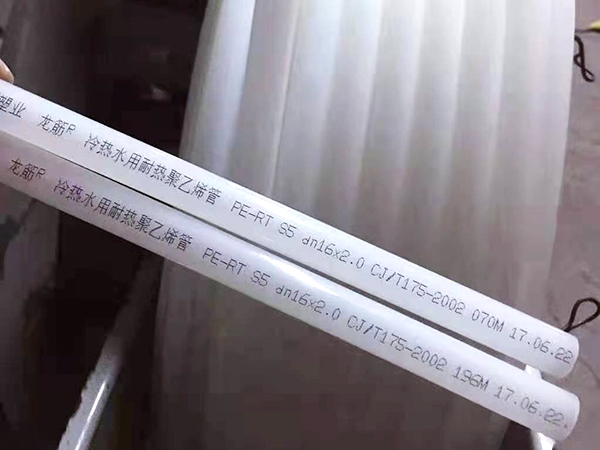 塑业 龙筋R 冷热水用耐热聚乙烯管 PE-RT S5 dn16x2.0 CJ/T175-2002 070M 17.06.22
龙筋R 冷热水用耐热聚乙烯管 PE-RT S5 dn16x2.0 CJ/T175-2002 196M 17.06.22.